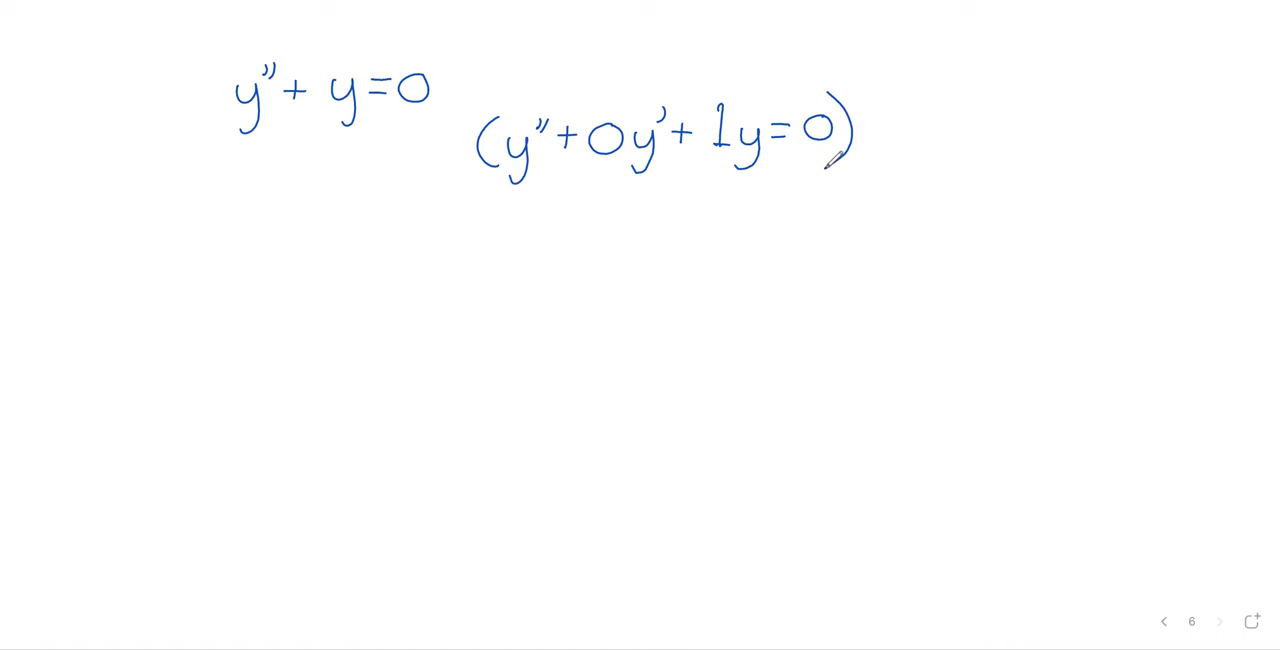 y'' + y = 0
(y'' + 0y' + 1y = 0)
6